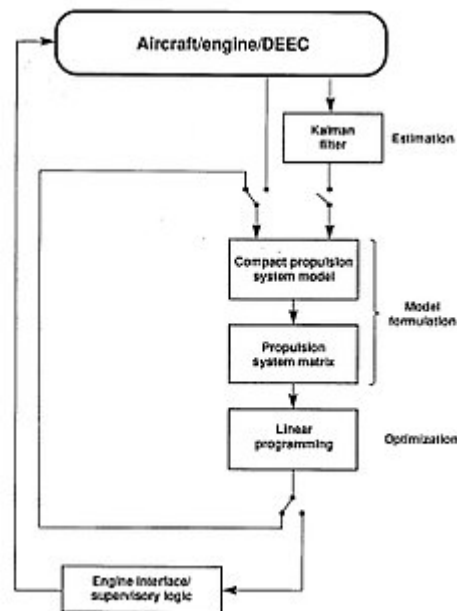 Aircraft/engine/DEEC
Kalman
filter
Estimation
Compact propulsion
system model
Model
formulation
Propulsion
system matrix
Linear
programming
Optimization
Engine interface/
supervisory logic